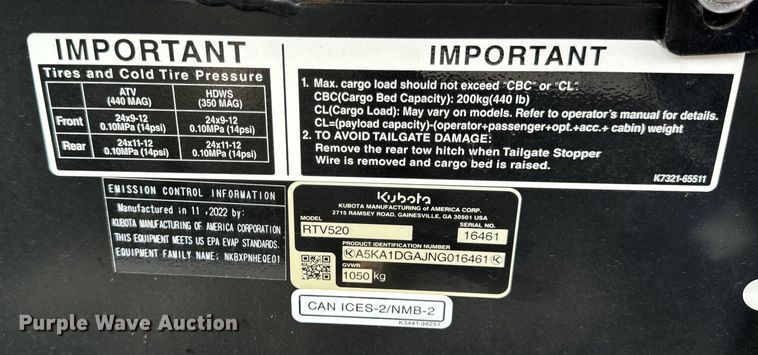 IMPORTANT
Tires and Cold Tire Pressure
ATV (440 MAG) HDWS (350 MAG)
Front 24x9-12 0.10MPa (14psi) 24x9-12 0.10MPa (14psi)
Rear 24x11-12 0.10MPa (14psi) 24x11-12 0.10MPa (14psi)
IMPORTANT
1. Max. cargo load should not exceed "CBC" or "CL".
CBC(Cargo Bed Capacity): 200kg(440 lb)
CL(Cargo Load): May vary on models. Refer to operator's manual for details.
CL=(payload capacity)-(operator+passenger+opt.+acc.+ cabin) weight
2. TO AVOID TAILGATE DAMAGE:
Remove the rear tow hitch when Tailgate Stopper
Wire is removed and cargo bed is raised.
K7321-65511
EMISSION CONTROL INFORMATION
Manufactured in 11 ,2022 by:
KUBOTA MANUFACTURING OF AMERICA CORPORATION
THIS EQUIPMENT MEETS US EPA EVAP STANDARDS.
EQUIPMENT FAMILY NAME: NKBXPNHEQE01
Kubota
KUBOTA MANUFACTURING of AMERICA CORP.
2715 RAMSEY ROAD, GAINESVILLE, GA 30501 USA
MODEL SERIAL NO.
RTV520 16461
PRODUCT IDENTIFICATION NUMBER
A5KA1DGAJNG016461
GVWR
1050 kg
CAN ICES-2/NMB-2
K3441-98251
Purple Wave Auction